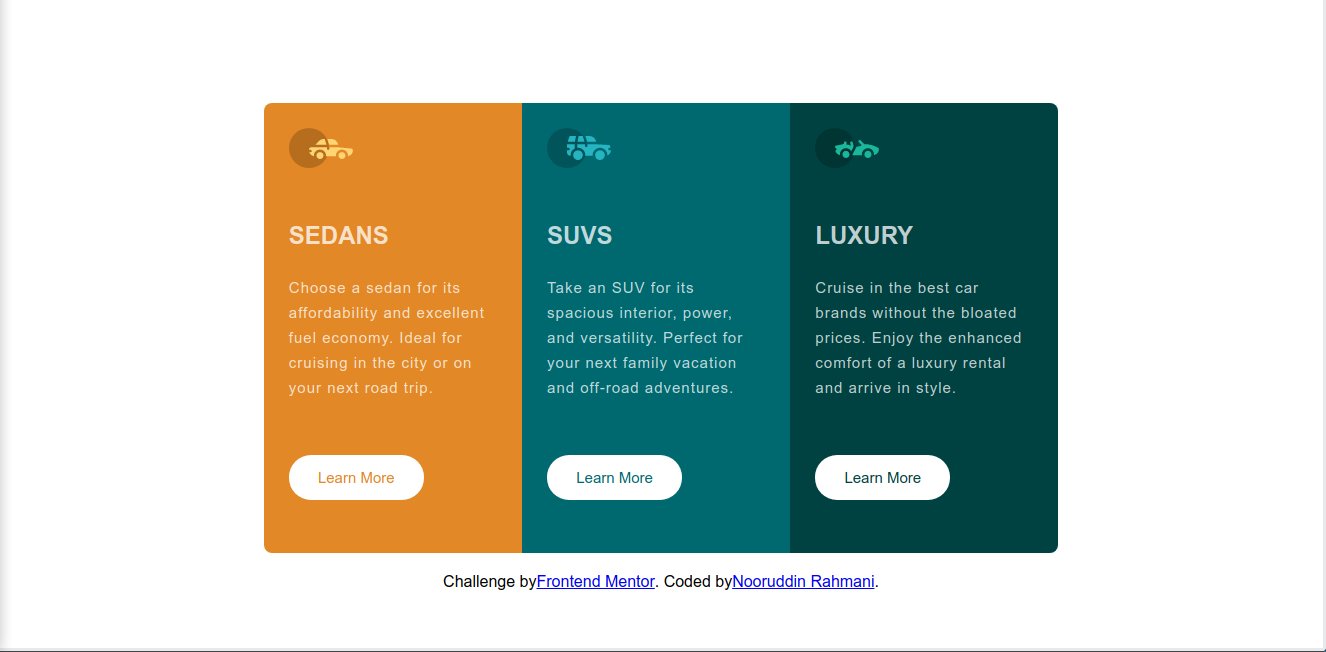 SEDANS
Choose a sedan for its
affordability and excellent
fuel economy. Ideal for
cruising in the city or on
your next road trip.
Learn More
SUVS
Take an SUV for its
spacious interior, power,
and versatility. Perfect for
your next family vacation
and off-road adventures.
Learn More
LUXURY
Cruise in the best car
brands without the bloated
prices. Enjoy the enhanced
comfort of a luxury rental
and arrive in style.
Learn More
Challenge byFrontend Mentor. Coded byNooruddin Rahmani.